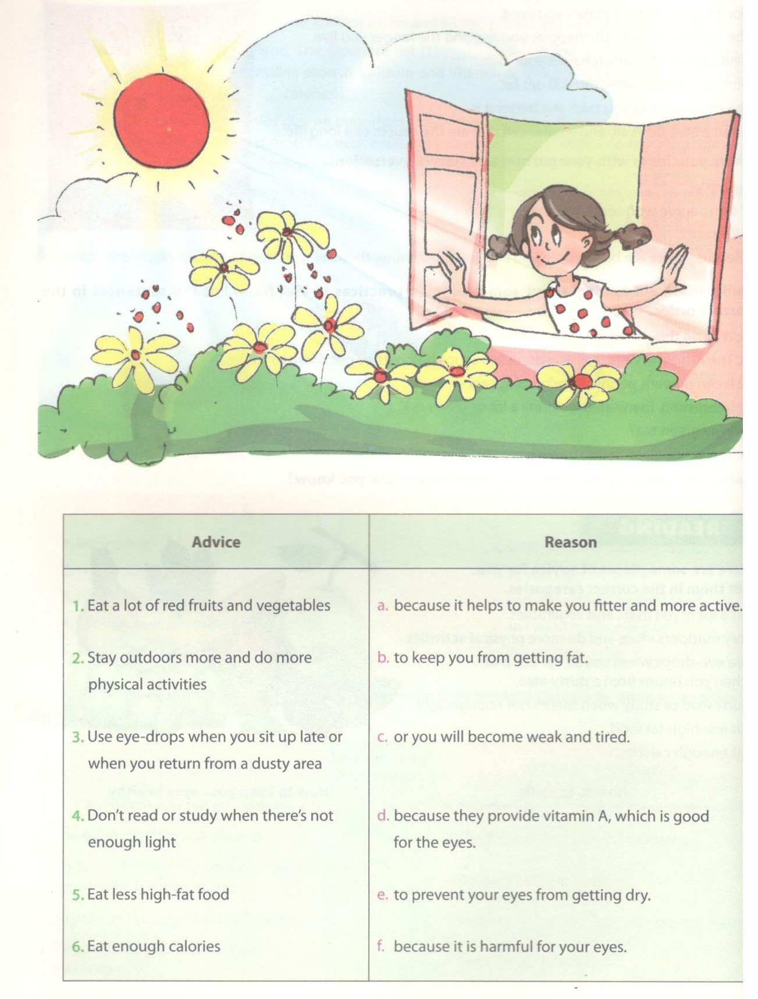 Advice
Reason
1. Eat a lot of red fruits and vegetables
a. because it helps to make you fitter and more active.
2. Stay outdoors more and do more
physical activities
b. to keep you from getting fat.
3. Use eye-drops when you sit up late or
when you return from a dusty area
c. or you will become weak and tired.
4. Don't read or study when there's not
enough light
d. because they provide vitamin A, which is good
for the eyes.
5. Eat less high-fat food
e. to prevent your eyes from getting dry.
6. Eat enough calories
f. because it is harmful for your eyes.